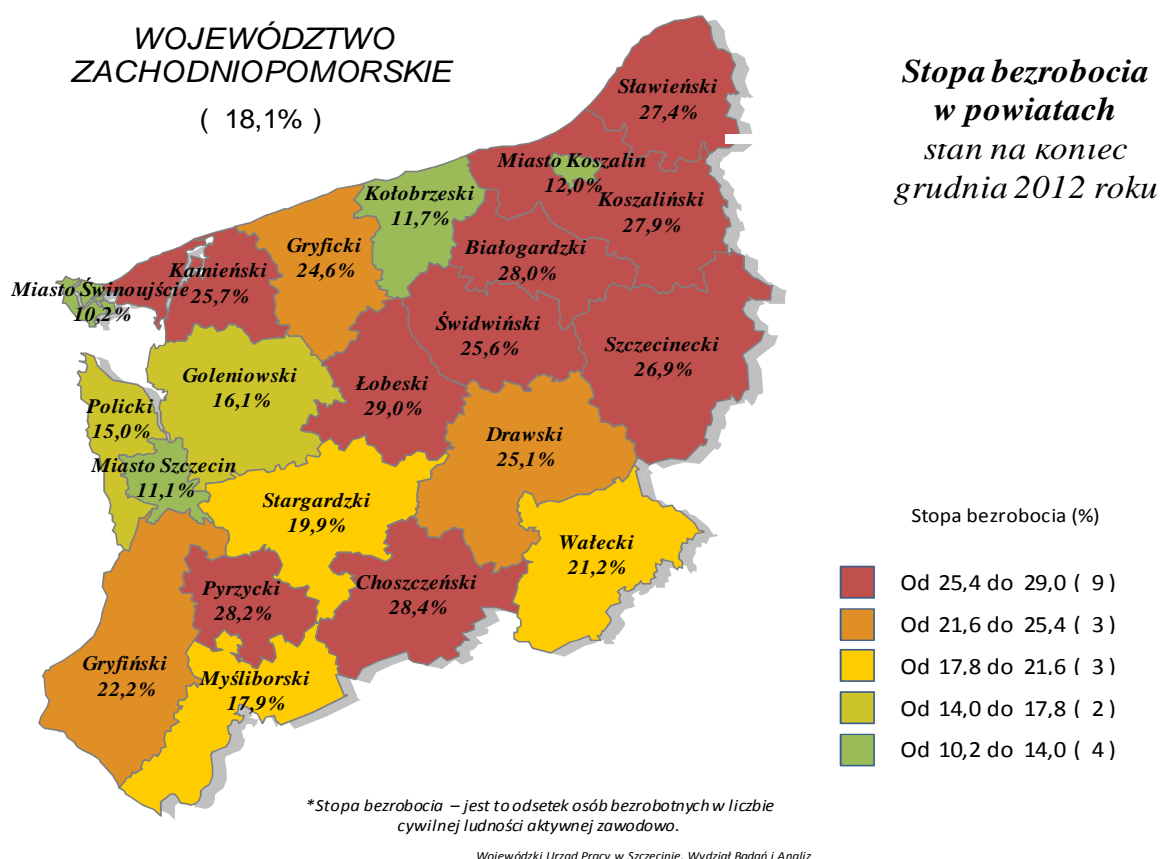 WOJEWÓDZTWO
ZACHODNIOPOMORSKIE
( 18,1% )
Stopa bezrobocia
w powiatach
stan na koniec
grudnia 2012 roku
Sławieński
27,4%
Miasto Koszalin
12,0%
Koszaliński
27,9%
Kołobrzeski
11,7%
Białogardzki
28,0%
Gryficki
24,6%
Kamieński
25,7%
Miasto Świnoujście
10,2%
Świdwiński
25,6%
Szczecinecki
26,9%
Goleniowski
16,1%
Łobeski
29,0%
Policki
15,0%
Drawski
25,1%
Miasto Szczecin
11,1%
Stargardzki
19,9%
Wałecki
21,2%
Pyrzycki
28,2%
Choszczeński
28,4%
Gryfiński
22,2%
Myśliborski
17,9%
Stopa bezrobocia (%)
Od 25,4 do 29,0 ( 9 )
Od 21,6 do 25,4 ( 3 )
Od 17,8 do 21,6 ( 3 )
Od 14,0 do 17,8 ( 2 )
Od 10,2 do 14,0 ( 4 )
*Stopa bezrobocia – jest to odsetek osób bezrobotnych w liczbie
cywilnej ludności aktywnej zawodowo.
Wojewódzki Urząd Pracy w Szczecinie, Wydział Badań i Analiz